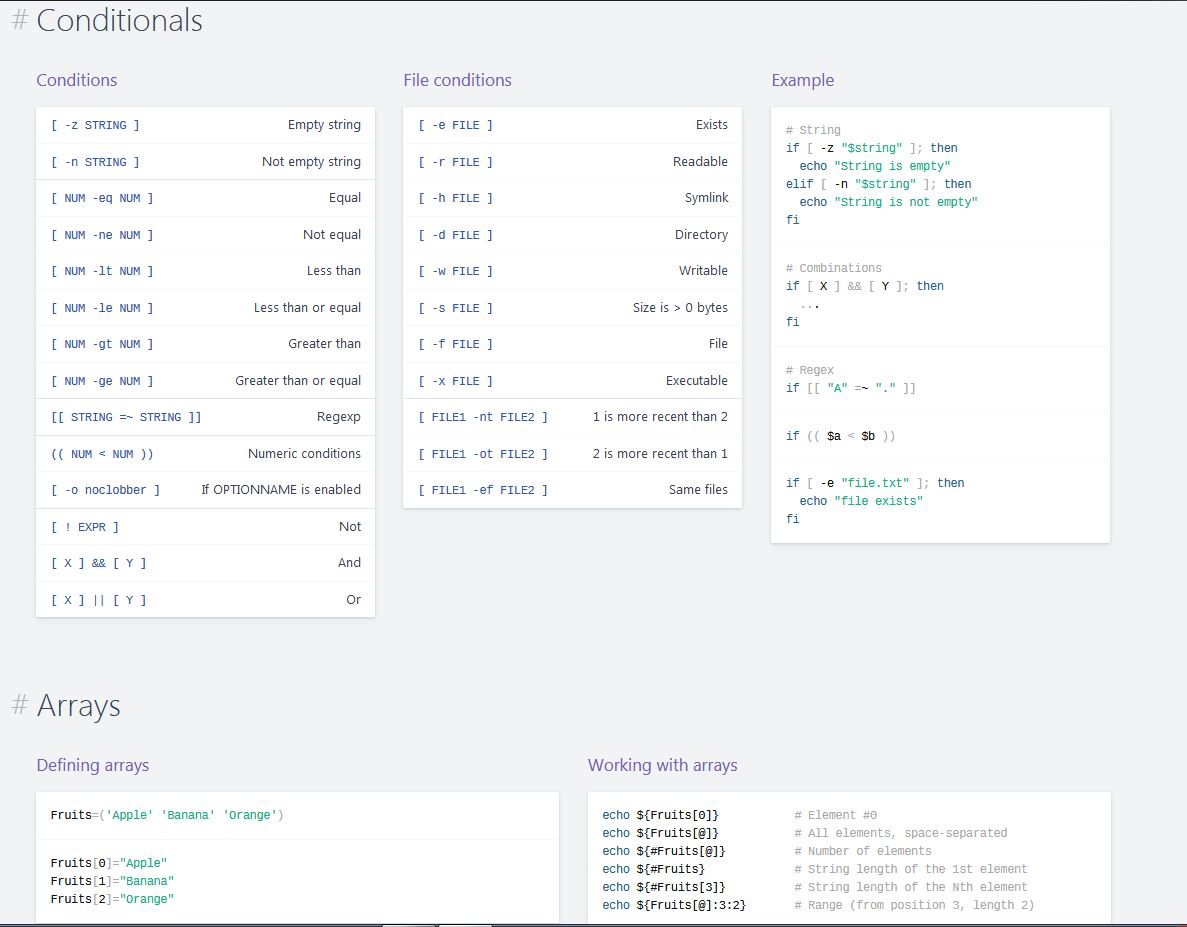 # Conditionals
Conditions
[ -z STRING ] Empty string
[ -n STRING ] Not empty string
[ NUM -eq NUM ] Equal
[ NUM -ne NUM ] Not equal
[ NUM -lt NUM ] Less than
[ NUM -le NUM ] Less than or equal
[ NUM -gt NUM ] Greater than
[ NUM -ge NUM ] Greater than or equal
[[ STRING =~ STRING ]] Regexp
(( NUM < NUM )) Numeric conditions
[ -o noclobber ] If OPTIONNAME is enabled
[ ! EXPR ] Not
[ X ] && [ Y ] And
[ X ] || [ Y ] Or
File conditions
[ -e FILE ] Exists
[ -r FILE ] Readable
[ -h FILE ] Symlink
[ -d FILE ] Directory
[ -w FILE ] Writable
[ -s FILE ] Size is > 0 bytes
[ -f FILE ] File
[ -x FILE ] Executable
[ FILE1 -nt FILE2 ] 1 is more recent than 2
[ FILE1 -ot FILE2 ] 2 is more recent than 1
[ FILE1 -ef FILE2 ] Same files
Example
# String
if [ -z "$string" ]; then
  echo "String is empty"
elif [ -n "$string" ]; then
  echo "String is not empty"
fi
# Combinations
if [ X ] && [ Y ]; then
  ...
fi
# Regex
if [[ "A" =~ "." ]]
if (( $a < $b ))
if [ -e "file.txt" ]; then
  echo "file exists"
fi
# Arrays
Defining arrays
Fruits=('Apple' 'Banana' 'Orange')
Fruits[0]="Apple"
Fruits[1]="Banana"
Fruits[2]="Orange"
Working with arrays
echo ${Fruits[0]} # Element #0
echo ${Fruits[@]} # All elements, space-separated
echo ${#Fruits[@]} # Number of elements
echo ${#Fruits} # String length of the 1st element
echo ${#Fruits[3]} # String length of the Nth element
echo ${Fruits[@]:3:2} # Range (from position 3, length 2)